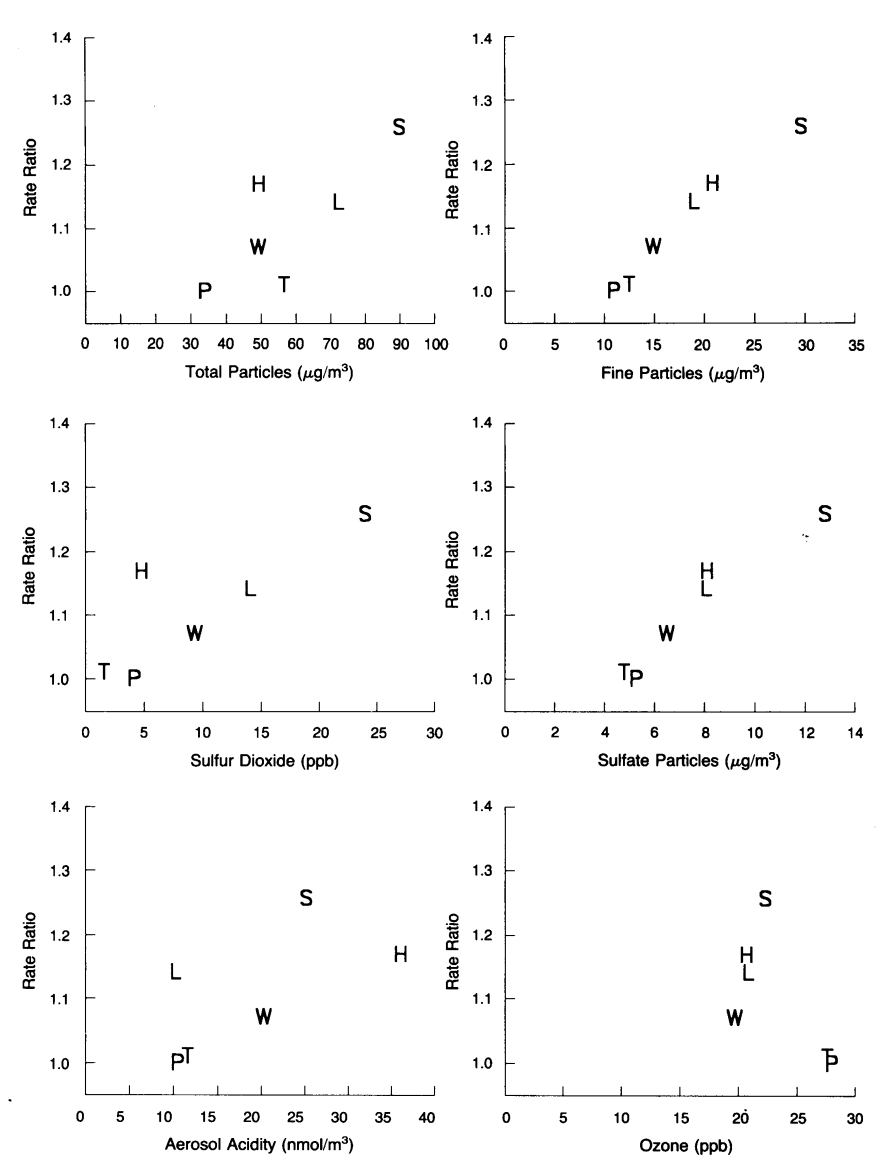 1.4
1.3
1.2
1.1
1.0
Rate Ratio
S
H
L
W
P
T
0 10 20 30 40 50 60 70 80 90 100
Total Particles (μg/m³)
1.4
1.3
1.2
1.1
1.0
Rate Ratio
S
H
L
W
P
T
0 5 10 15 20 25 30 35
Fine Particles (μg/m³)
1.4
1.3
1.2
1.1
1.0
Rate Ratio
S
H
L
W
T
P
0 5 10 15 20 25 30
Sulfur Dioxide (ppb)
1.4
1.3
1.2
1.1
1.0
Rate Ratio
S
H
L
W
T
P
0 2 4 6 8 10 12 14
Sulfate Particles (μg/m³)
1.4
1.3
1.2
1.1
1.0
Rate Ratio
S
H
L
W
P
T
0 5 10 15 20 25 30 35 40
Aerosol Acidity (nmol/m³)
1.4
1.3
1.2
1.1
1.0
Rate Ratio
S
H
L
W
T
P
0 5 10 15 20 25 30
Ozone (ppb)